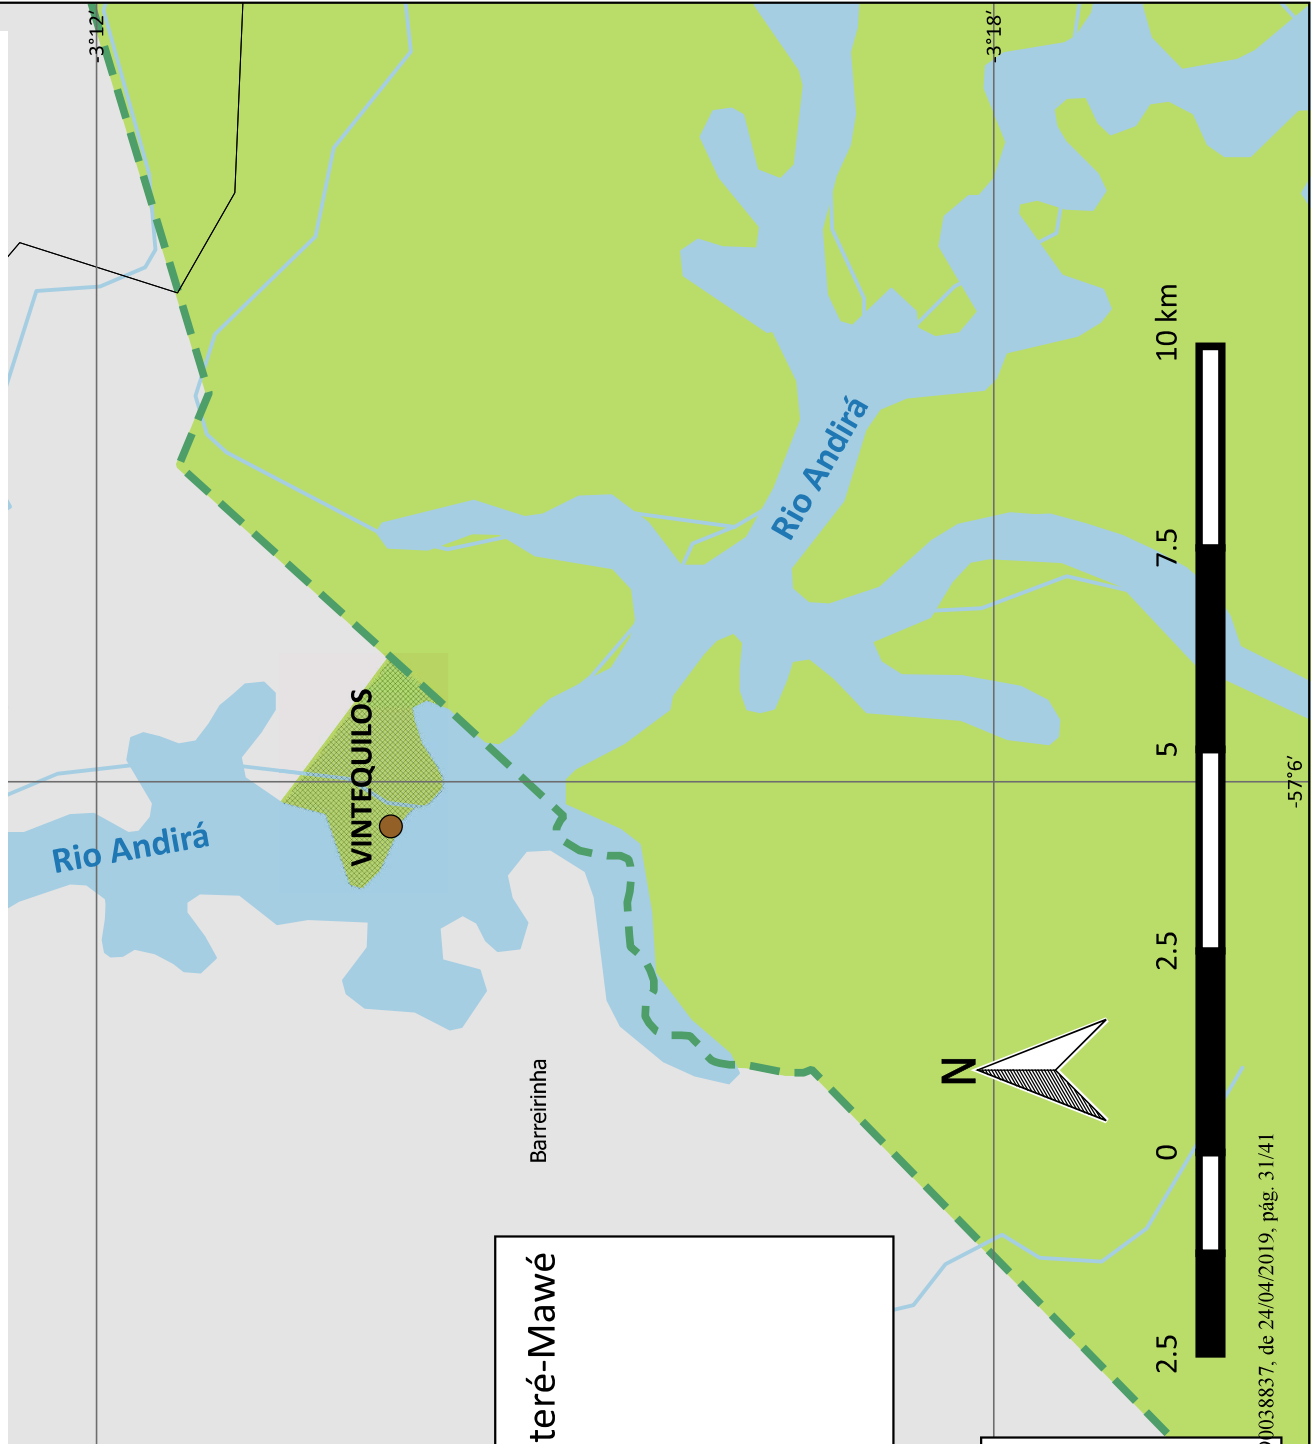 -3°12′
-3°18′
Rio Andirá
VINTEQUILOS
Rio Andirá
Barreirinha
teré-Mawé
N
2.5 0 2.5 5 7.5 10 km
-57°6′
00038837, de 24/04/2019, pág. 31/41